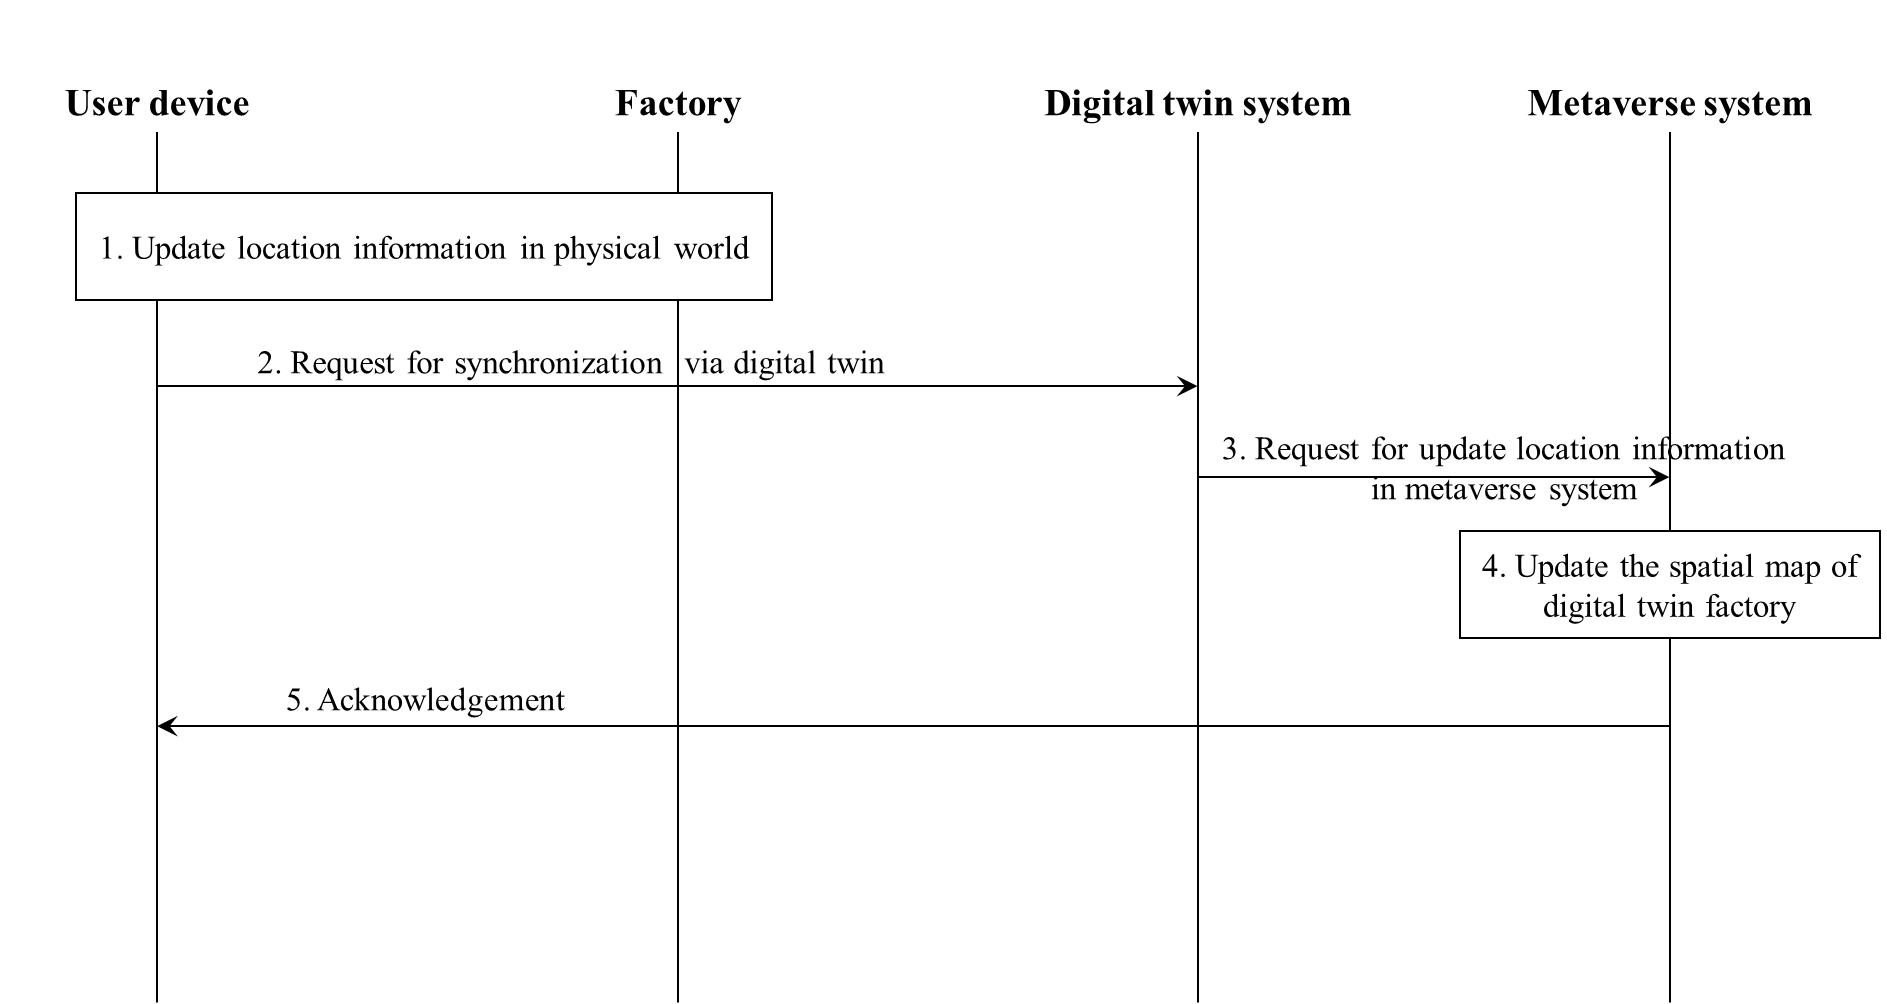 User device
Factory
Digital twin system
Metaverse system
1. Update location information in physical world
2. Request for synchronization via digital twin
3. Request for update location information
in metaverse system
4. Update the spatial map of
digital twin factory
5. Acknowledgement